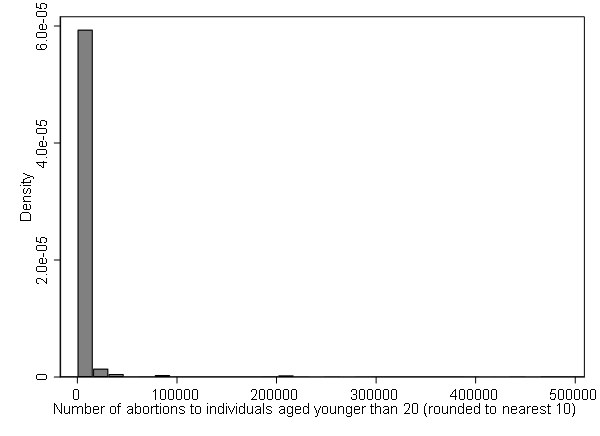 6.0e-05
4.0e-05
Density
2.0e-05
0
0 100000 200000 300000 400000 500000
Number of abortions to individuals aged younger than 20 (rounded to nearest 10)